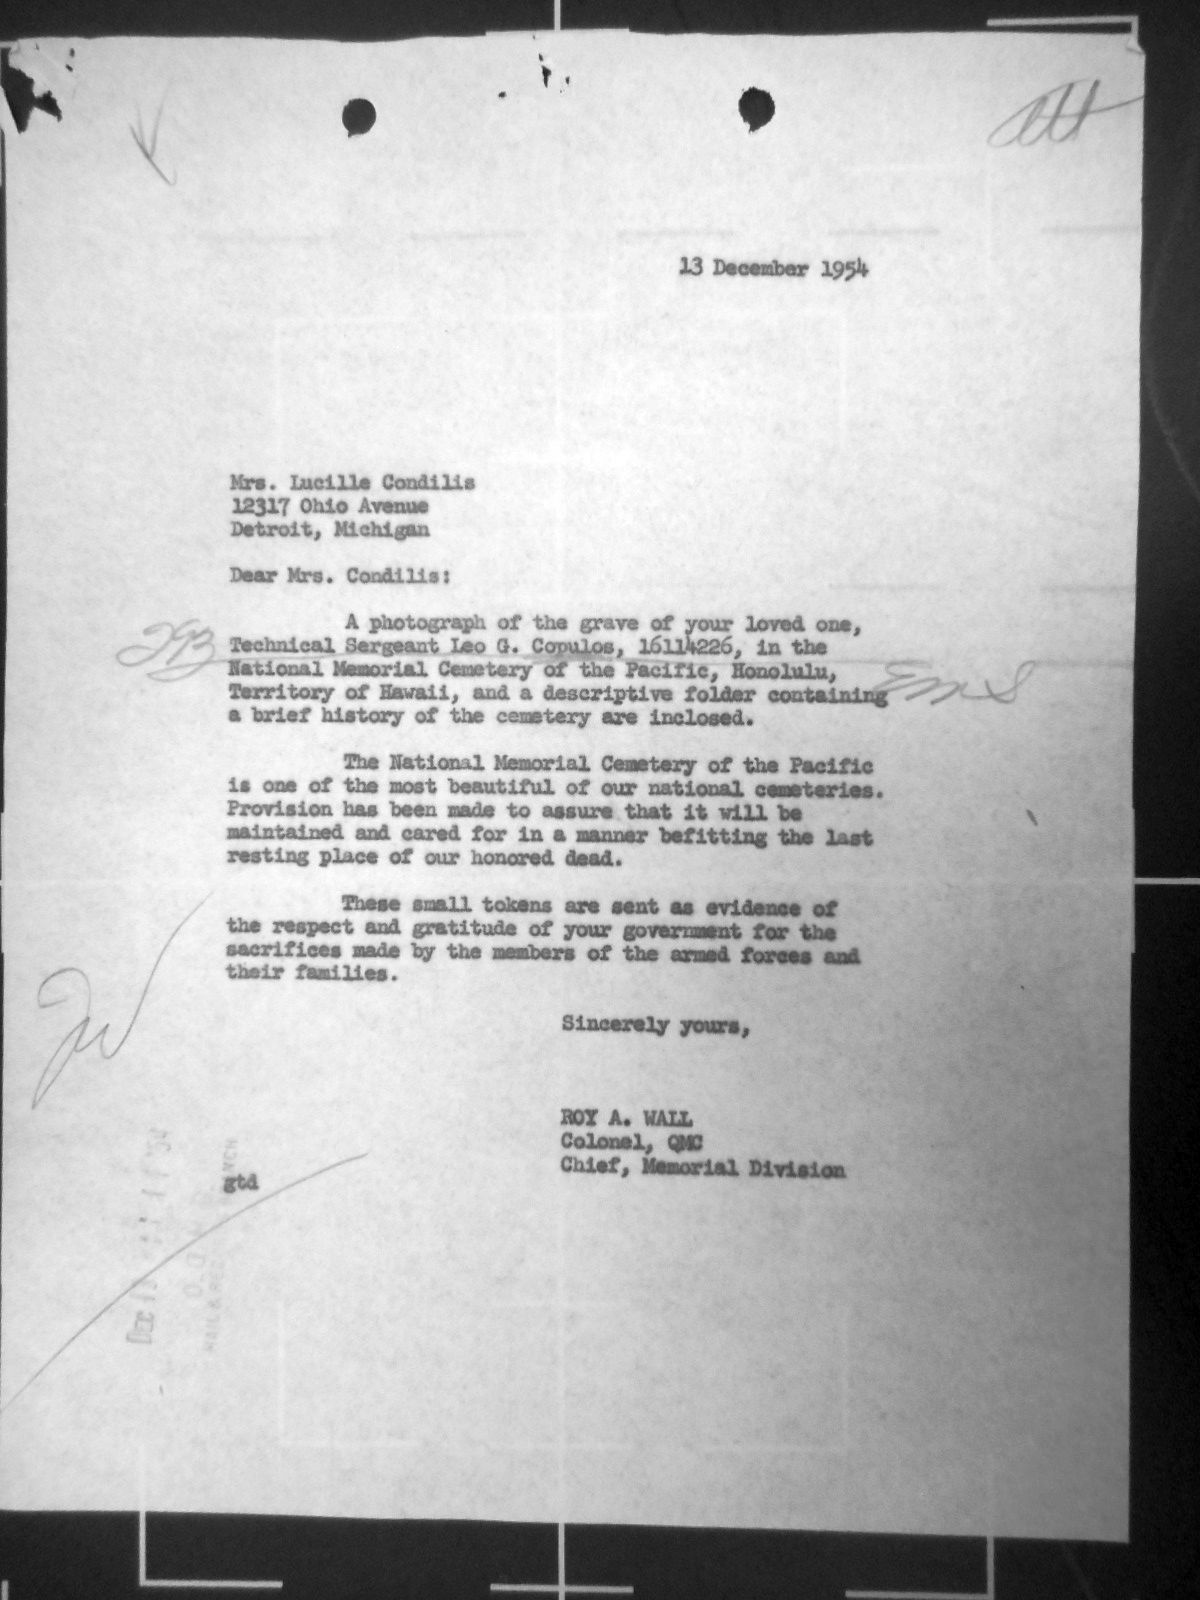 13 December 1954
Mrs. Lucille Condilis
12317 Ohio Avenue
Detroit, Michigan
Dear Mrs. Condilis:
A photograph of the grave of your loved one,
Technical Sergeant Leo G. Copulos, 16114226, in the
National Memorial Cemetery of the Pacific, Honolulu,
Territory of Hawaii, and a descriptive folder containing
a brief history of the cemetery are inclosed.
The National Memorial Cemetery of the Pacific
is one of the most beautiful of our national cemeteries.
Provision has been made to assure that it will be
maintained and cared for in a manner befitting the last
resting place of our honored dead.
These small tokens are sent as evidence of
the respect and gratitude of your government for the
sacrifices made by the members of the armed forces and
their families.
Sincerely yours,
ROY A. WALL
Colonel, QMC
Chief, Memorial Division
gtd
DEC
MAIL &